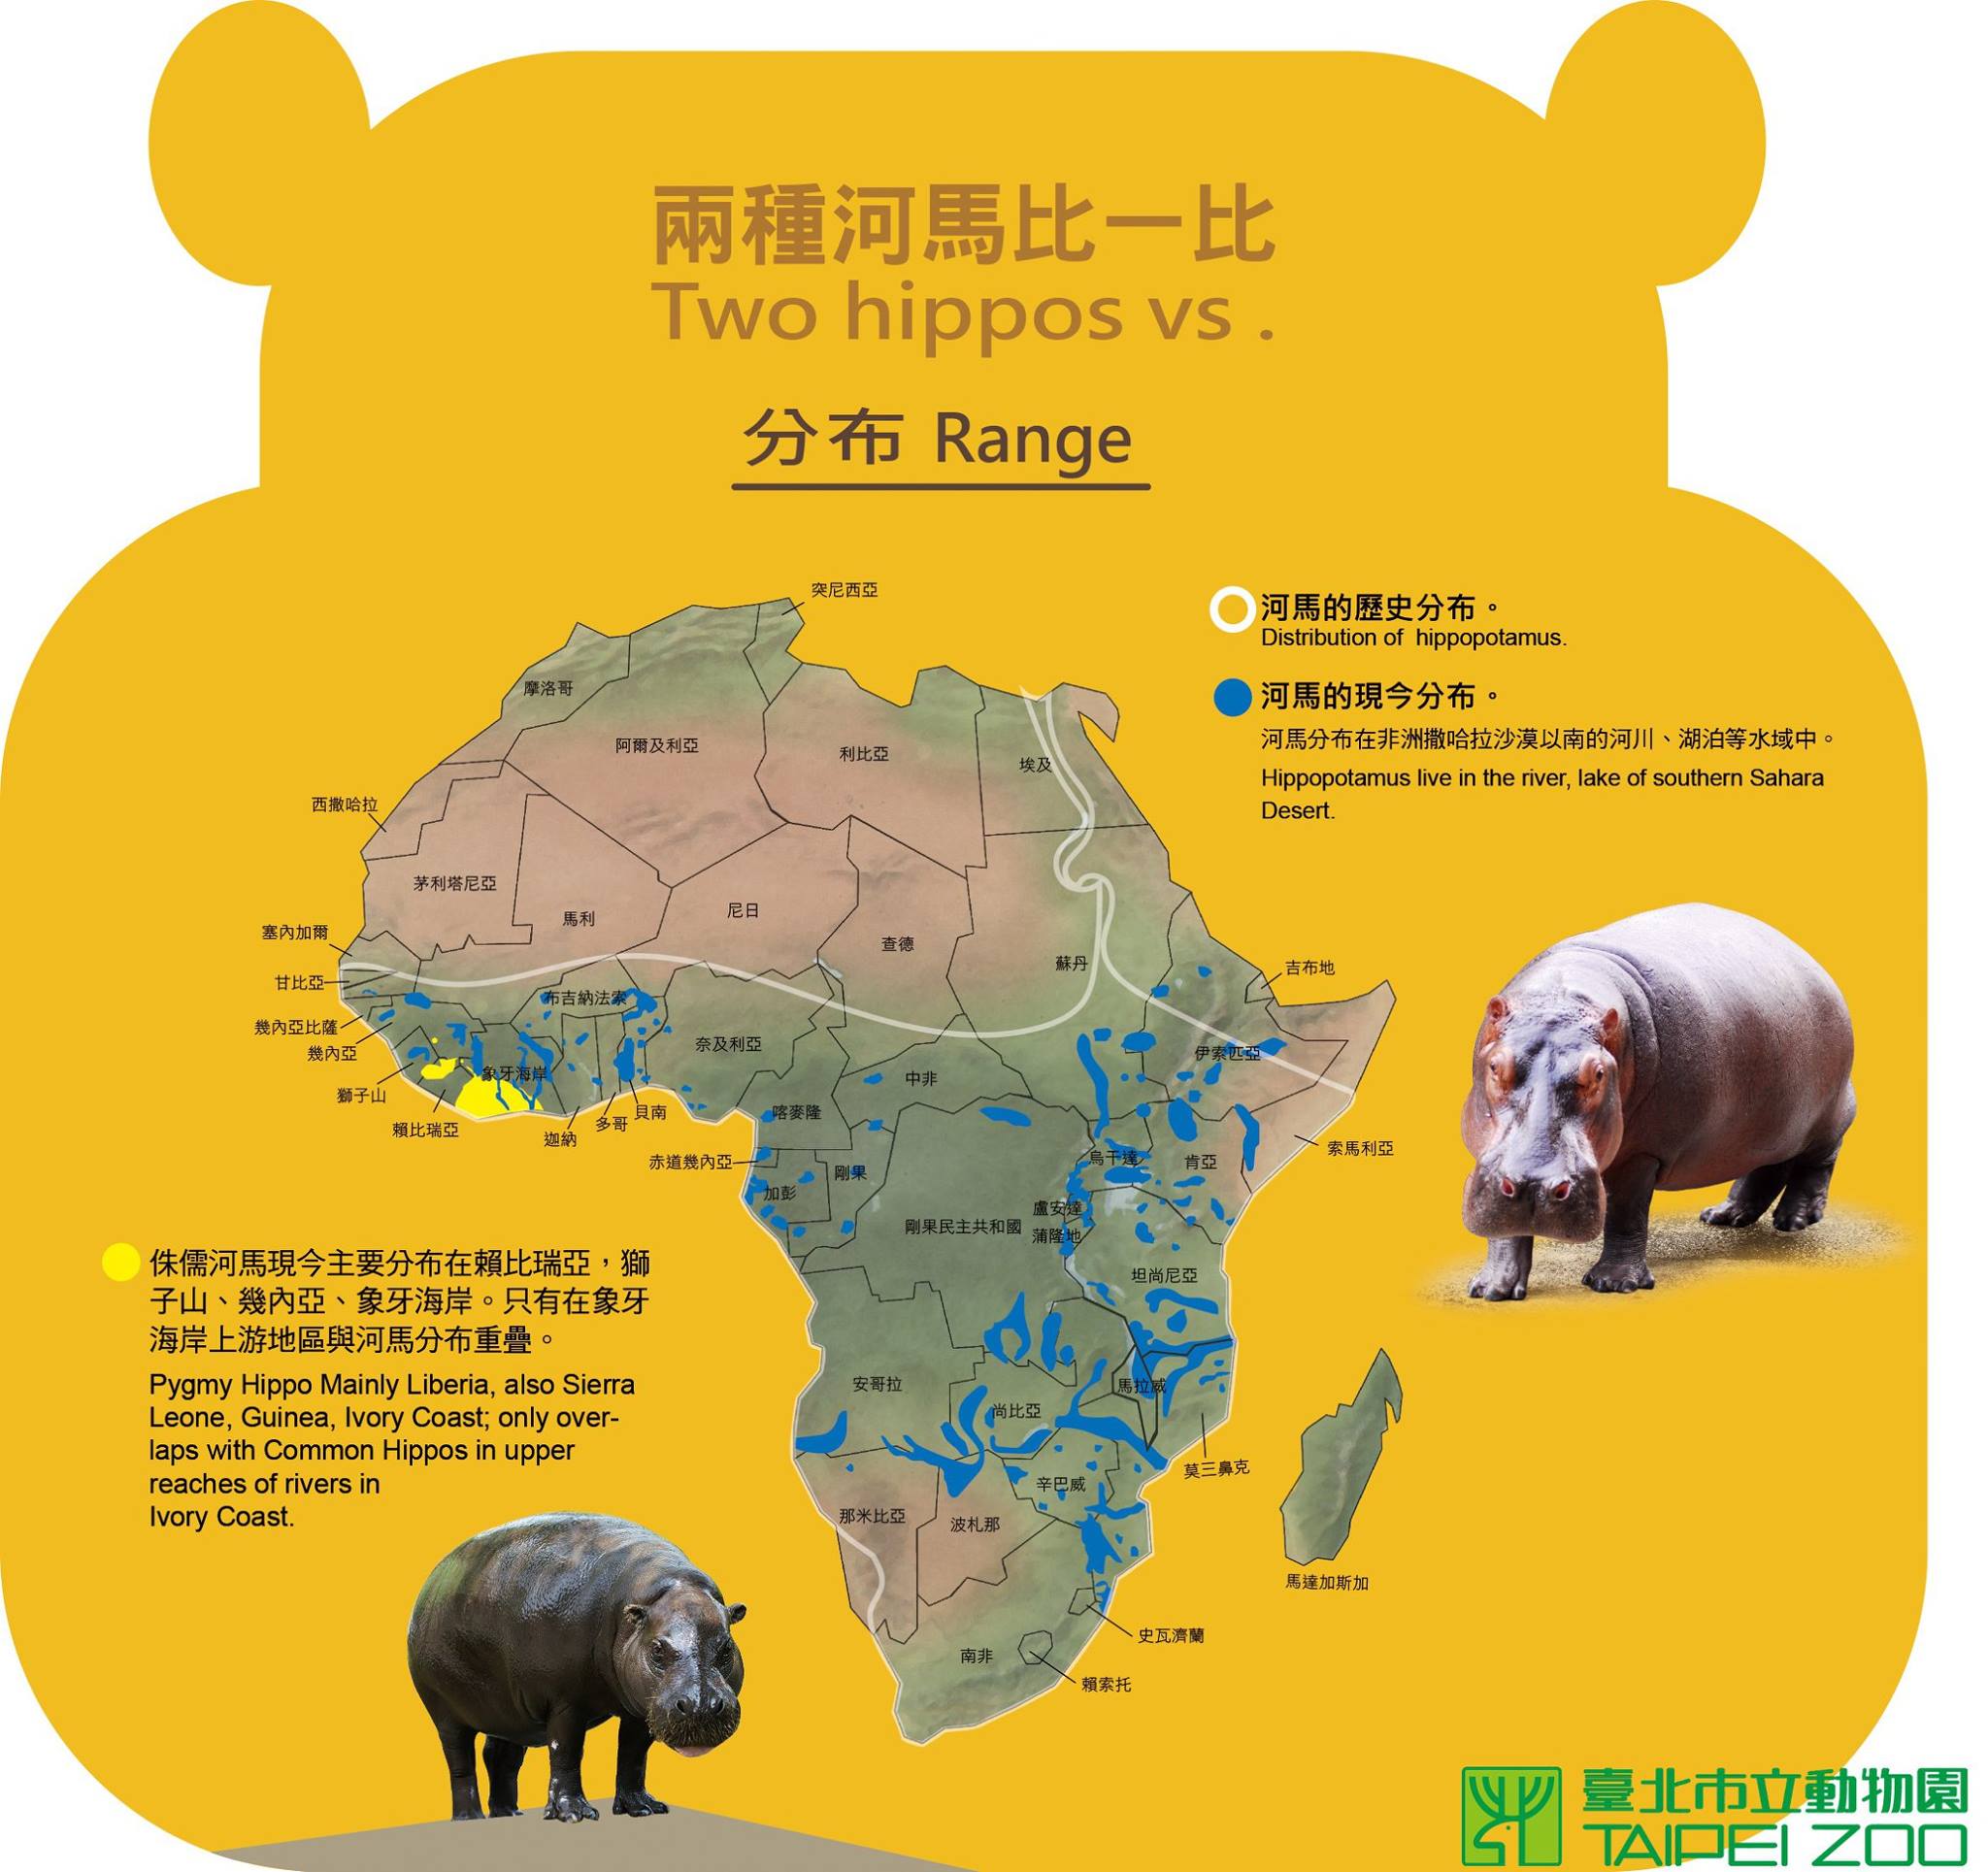 兩種河馬比一比
Two hippos vs .
分布 Range
河馬的歷史分布。
Distribution of hippopotamus.
河馬的現今分布。
河馬分布在非洲撒哈拉沙漠以南的河川、湖泊等水域中。
Hippopotamus live in the river, lake of southern Sahara
Desert.
突尼西亞
摩洛哥
阿爾及利亞
利比亞
埃及
西撒哈拉
茅利塔尼亞
馬利
尼日
查德
蘇丹
塞內加爾
甘比亞
吉布地
布吉納法索
幾內亞比薩
幾內亞
奈及利亞
伊索匹亞
象牙海岸
中非
獅子山
賴比瑞亞
迦納
多哥
貝南
喀麥隆
赤道幾內亞
加彭
剛果
烏干達
肯亞
索馬利亞
盧安達
剛果民主共和國
蒲隆地
坦尚尼亞
安哥拉
馬拉威
尚比亞
莫三鼻克
辛巴威
那米比亞
波札那
馬達加斯加
史瓦濟蘭
南非
賴索托
侏儒河馬現今主要分布在賴比瑞亞，獅
子山、幾內亞、象牙海岸。只有在象牙
海岸上游地區與河馬分布重疊。
Pygmy Hippo Mainly Liberia, also Sierra
Leone, Guinea, Ivory Coast; only over-
laps with Common Hippos in upper
reaches of rivers in
Ivory Coast.
臺北市立動物園
TAIPEI ZOO